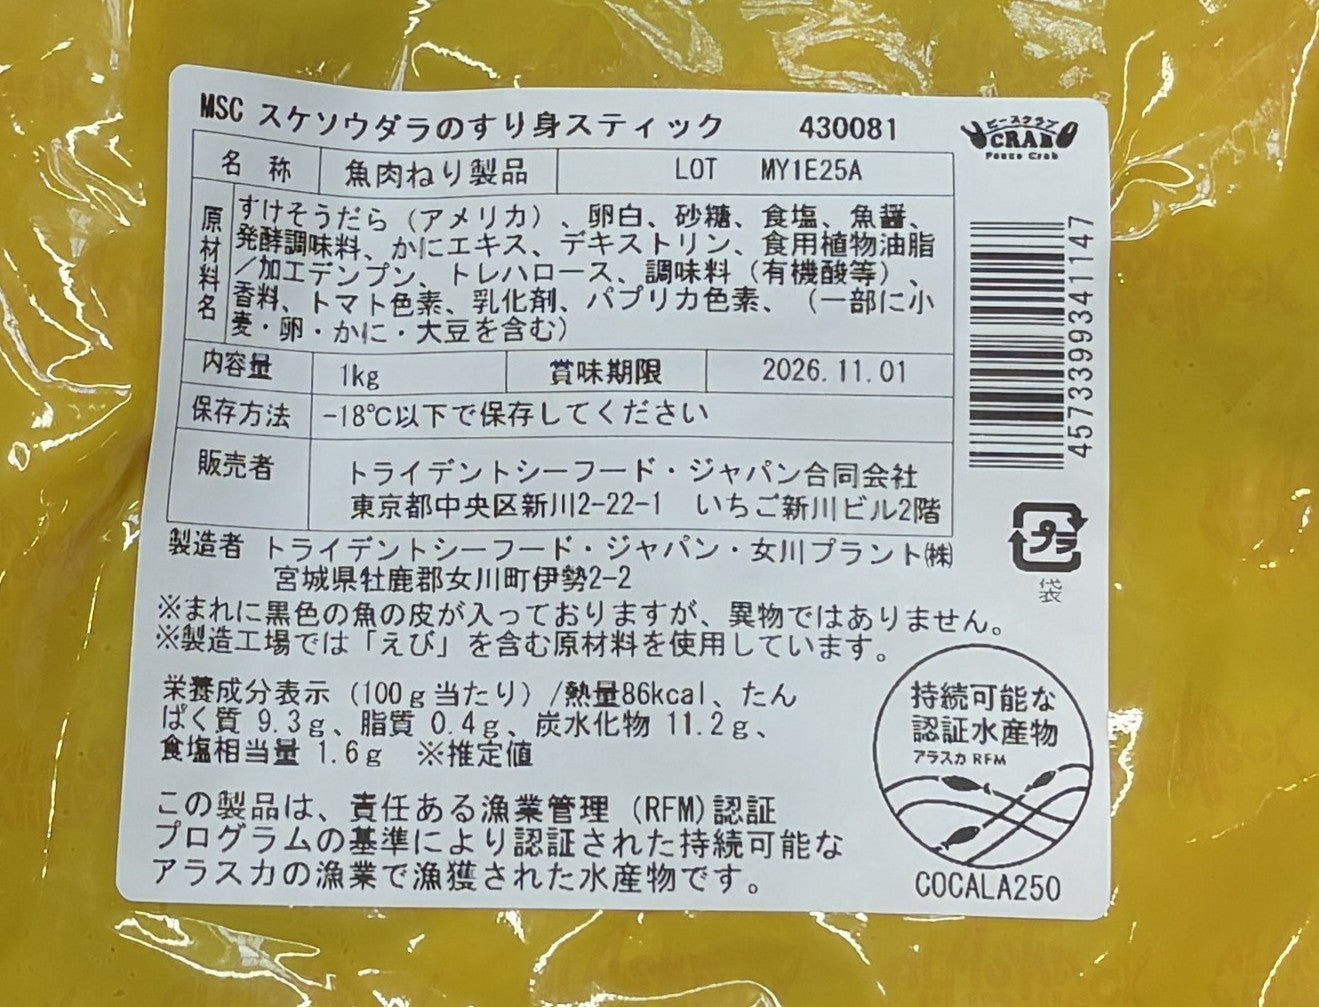 MSC スケソウダラのすり身スティック 430081
ピースクラブ
CRAB
Peace Crab
名 称 魚肉ねり製品 LOT MY1E25A
原材料名 すけそうだら(アメリカ)、卵白、砂糖、食塩、魚醤、
発酵調味料、かにエキス、デキストリン、食用植物油脂
/加工デンプン、トレハロース、調味料(有機酸等)、
香料、トマト色素、乳化剤、パプリカ色素、(一部に小
麦・卵・かに・大豆を含む)
内容量 1kg 賞味期限 2026.11.01
保存方法 -18℃以下で保存してください
販売者 トライデントシーフード・ジャパン合同会社
東京都中央区新川2-22-1 いちご新川ビル2階
4573399341147
プラ
袋
製造者 トライデントシーフード・ジャパン・女川プラント㈱
宮城県牡鹿郡女川町伊勢2-2
※まれに黒色の魚の皮が入っておりますが、異物ではありません。
※製造工場では「えび」を含む原材料を使用しています。
栄養成分表示(100g当たり)/熱量86kcal、たん
ぱく質 9.3g、脂質 0.4g、炭水化物 11.2g、
食塩相当量 1.6g ※推定値
この製品は、責任ある漁業管理(RFM)認証
プログラムの基準により認証された持続可能な
アラスカの漁業で漁獲された水産物です。
持続可能な
認証水産物
アラスカ RFM
COCALA250